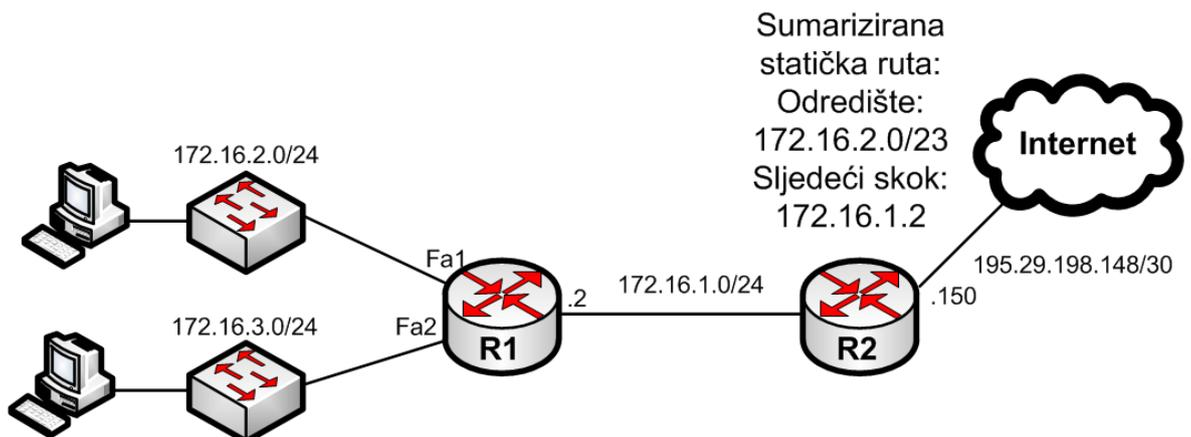 Sumarizirana
statička ruta:
Odredište:
172.16.2.0/23
Sljedeći skok:
172.16.1.2
Internet
172.16.2.0/24
Fa1
172.16.3.0/24
Fa2
R1
.2
172.16.1.0/24
R2
.150
195.29.198.148/30